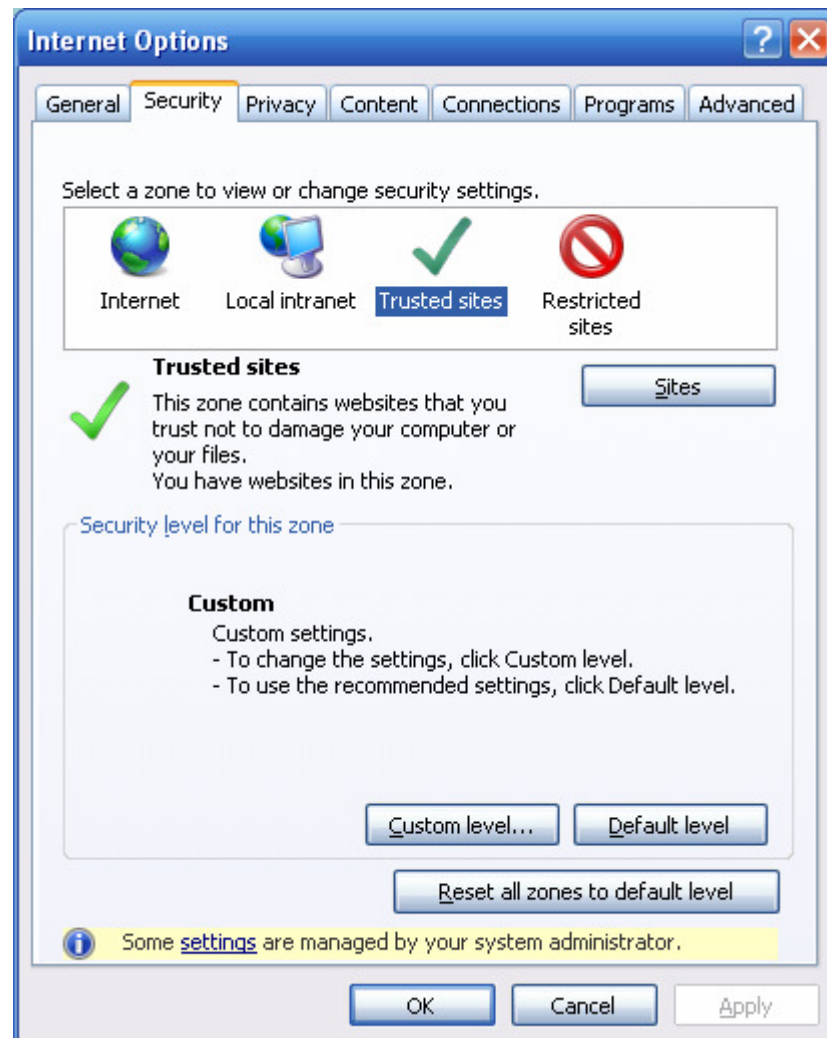 Internet Options
General Security Privacy Content Connections Programs Advanced
Select a zone to view or change security settings.
Internet Local intranet Trusted sites Restricted
sites
Trusted sites
Sites
This zone contains websites that you
trust not to damage your computer or
your files.
You have websites in this zone.
Security level for this zone
Custom
Custom settings.
- To change the settings, click Custom level.
- To use the recommended settings, click Default level.
Custom level... Default level
Reset all zones to default level
Some settings are managed by your system administrator.
OK Cancel Apply